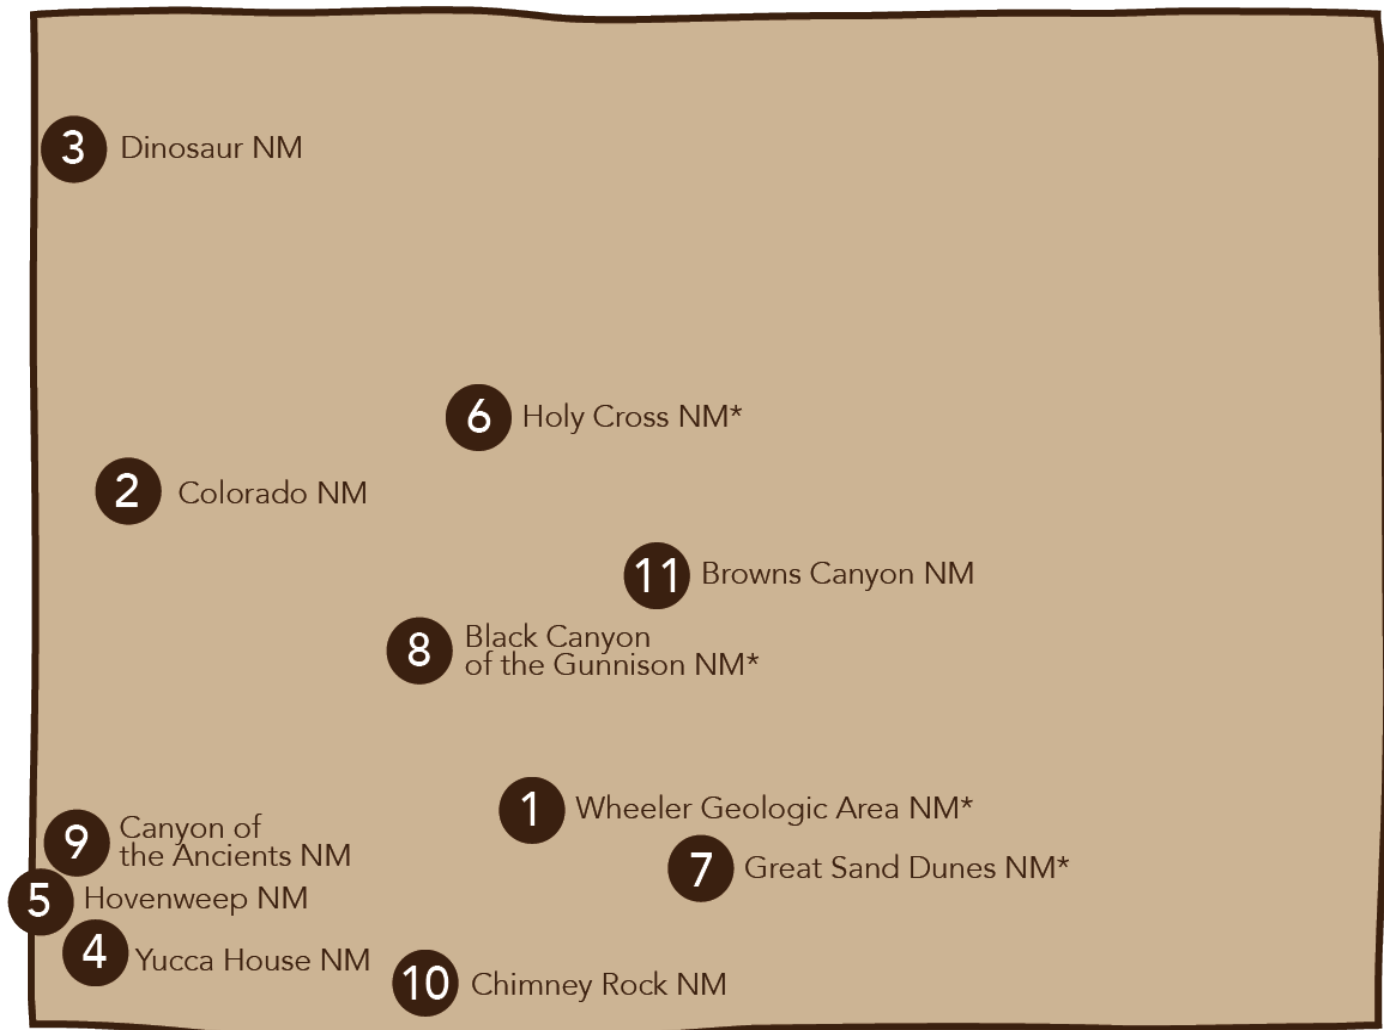 3 Dinosaur NM
6 Holy Cross NM*
2 Colorado NM
11 Browns Canyon NM
8 Black Canyon
of the Gunnison NM*
1 Wheeler Geologic Area NM*
9 Canyon of
the Ancients NM
7 Great Sand Dunes NM*
5 Hovenweep NM
4 Yucca House NM
10 Chimney Rock NM